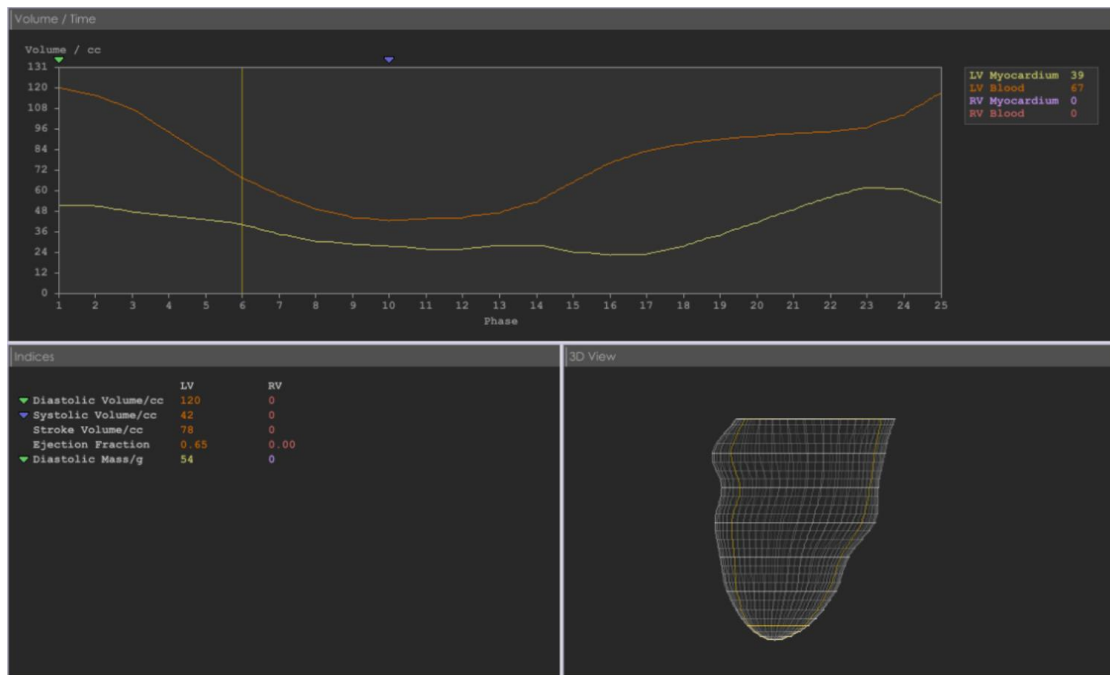 Volume / Time
Volume / cc
131
120
108
96
84
72
60
48
36
24
12
0
1 2 3 4 5 6 7 8 9 10 11 12 13 14 15 16 17 18 19 20 21 22 23 24 25
Phase
LV Myocardium 39
LV Blood 67
RV Myocardium 0
RV Blood 0
Indices
LV RV
Diastolic Volume/cc 120 0
Systolic Volume/cc 42 0
Stroke Volume/cc 78 0
Ejection Fraction 0.65 0.00
Diastolic Mass/g 54 0
3D View